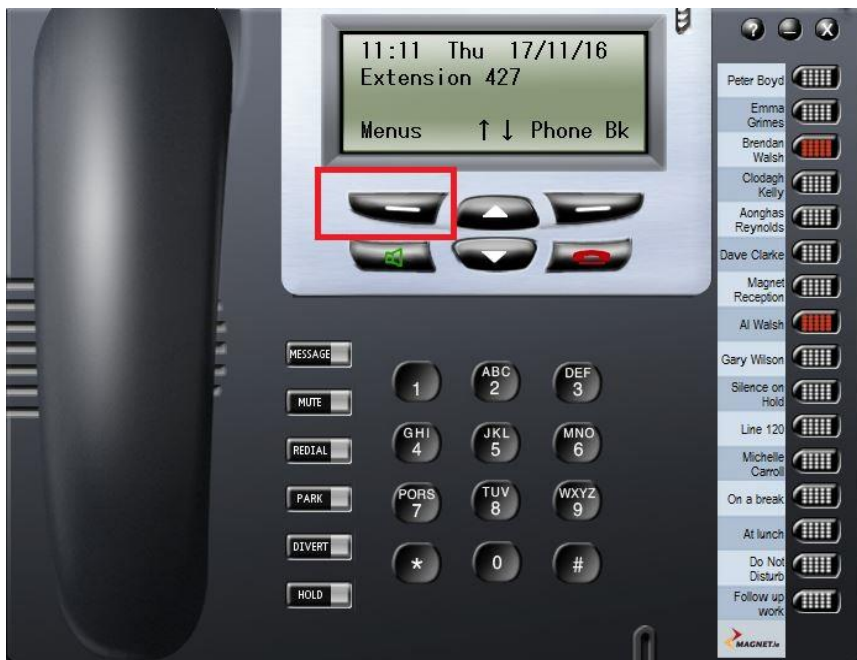 11:11 Thu 17/11/16
Extension 427
Menus ↑↓ Phone Bk
?
–
X
Peter Boyd
Emma
Grimes
Brendan
Walsh
Clodagh
Kelly
Aonghas
Reynolds
Dave Clarke
Magnet
Reception
Al Walsh
Gary Wilson
Silence on
Hold
Line 120
Michelle
Carroll
On a break
At lunch
Do Not
Disturb
Follow up
work
MAGNET.ie
MESSAGE
MUTE
REDIAL
PARK
DIVERT
HOLD
1
ABC
2
DEF
3
GHI
4
JKL
5
MNO
6
PQRS
7
TUV
8
WXYZ
9
*
0
#